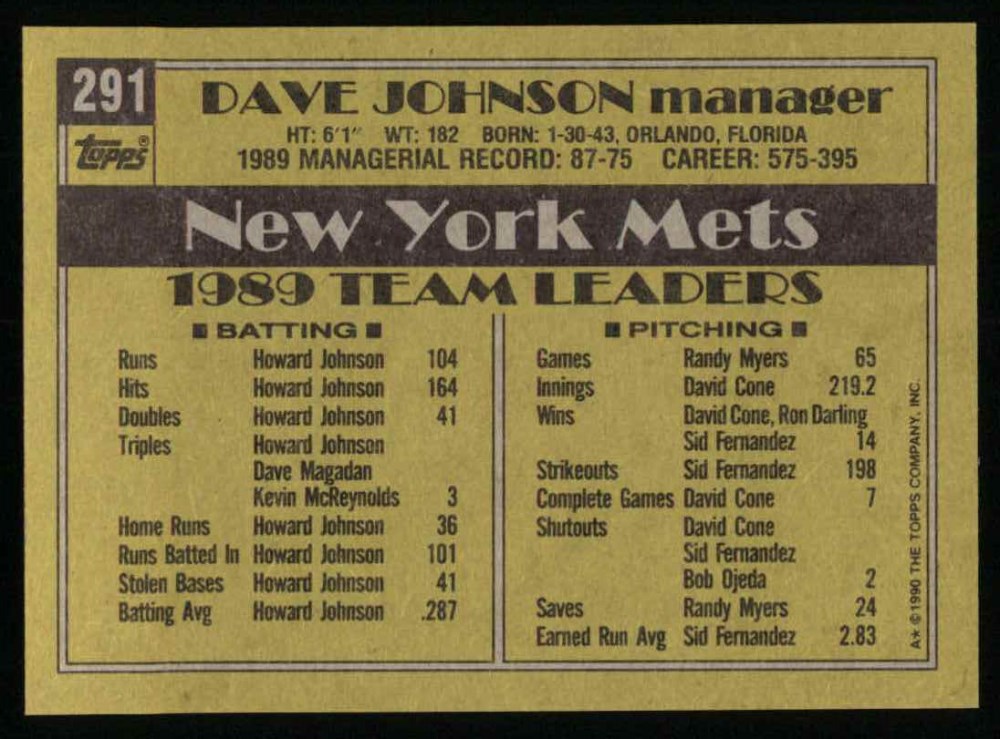 291
topps®
DAVE JOHNSON manager
HT: 6'1" WT: 182 BORN: 1-30-43, ORLANDO, FLORIDA
1989 MANAGERIAL RECORD: 87-75 CAREER: 575-395
New York Mets
1989 TEAM LEADERS
BATTING
Runs Howard Johnson 104
Hits Howard Johnson 164
Doubles Howard Johnson 41
Triples Howard Johnson
Dave Magadan
Kevin McReynolds 3
Home Runs Howard Johnson 36
Runs Batted In Howard Johnson 101
Stolen Bases Howard Johnson 41
Batting Avg Howard Johnson .287
PITCHING
Games Randy Myers 65
Innings David Cone 219.2
Wins David Cone, Ron Darling
Sid Fernandez 14
Strikeouts Sid Fernandez 198
Complete Games David Cone 7
Shutouts David Cone
Sid Fernandez
Bob Ojeda 2
Saves Randy Myers 24
Earned Run Avg Sid Fernandez 2.83
A* © 1990 THE TOPPS COMPANY, INC.